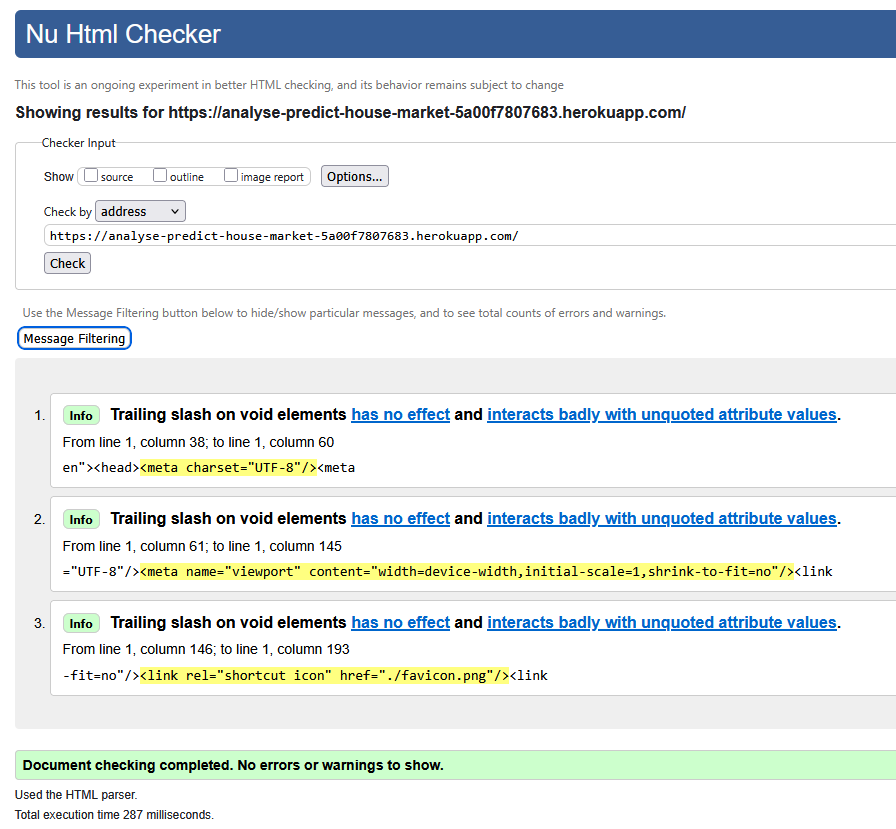 Nu Html Checker
This tool is an ongoing experiment in better HTML checking, and its behavior remains subject to change
Showing results for https://analyse-predict-house-market-5a00f7807683.herokuapp.com/
Checker Input
Show source outline image report Options...
Check by address
https://analyse-predict-house-market-5a00f7807683.herokuapp.com/
Check
Use the Message Filtering button below to hide/show particular messages, and to see total counts of errors and warnings.
Message Filtering
1. Info Trailing slash on void elements has no effect and interacts badly with unquoted attribute values.
From line 1, column 38; to line 1, column 60
en"><head><meta charset="UTF-8"/><meta
2. Info Trailing slash on void elements has no effect and interacts badly with unquoted attribute values.
From line 1, column 61; to line 1, column 145
="UTF-8"/><meta name="viewport" content="width=device-width,initial-scale=1,shrink-to-fit=no"/><link
3. Info Trailing slash on void elements has no effect and interacts badly with unquoted attribute values.
From line 1, column 146; to line 1, column 193
-fit=no"/><link rel="shortcut icon" href="./favicon.png"/><link
Document checking completed. No errors or warnings to show.
Used the HTML parser.
Total execution time 287 milliseconds.